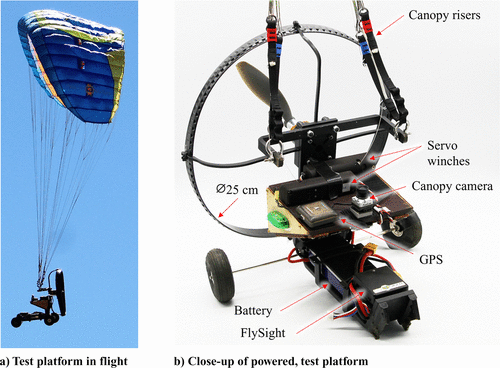 Canopy risers
Servo
winches
Ø25 cm
Canopy camera
GPS
Battery
FlySight
a) Test platform in flight
b) Close-up of powered, test platform